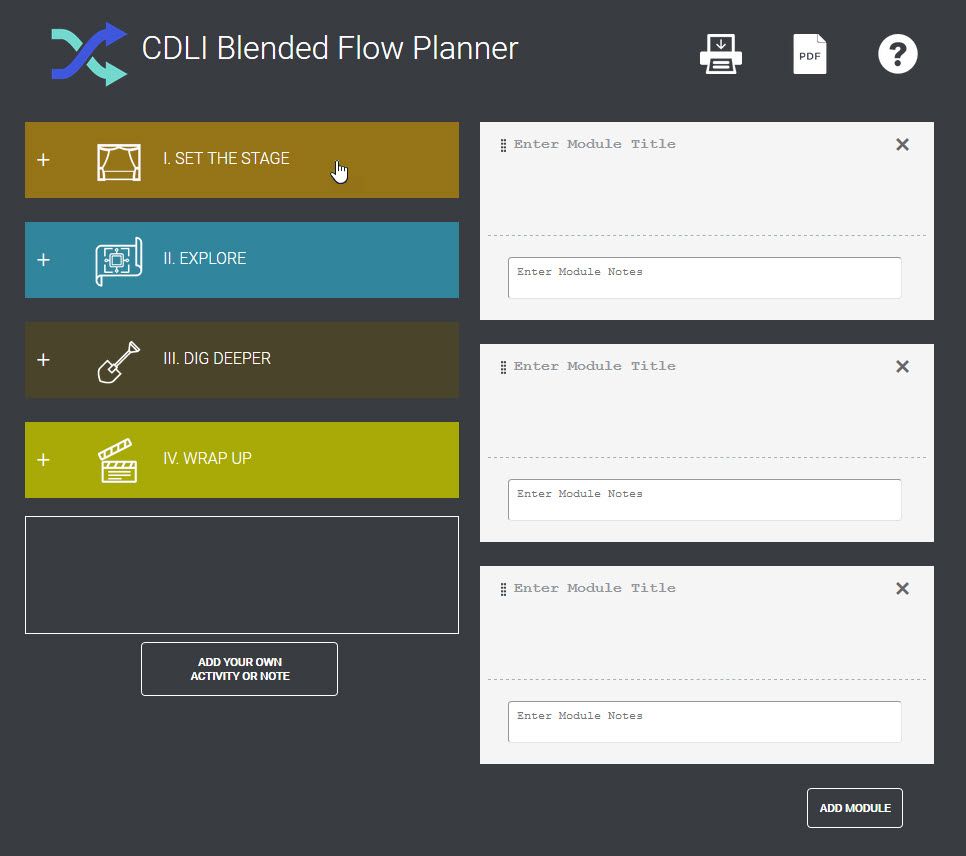 CDLI Blended Flow Planner
PDF
?
+ I. SET THE STAGE
+ II. EXPLORE
+ III. DIG DEEPER
+ IV. WRAP UP
ADD YOUR OWN
ACTIVITY OR NOTE
Enter Module Title
Enter Module Notes
Enter Module Title
Enter Module Notes
Enter Module Title
Enter Module Notes
ADD MODULE